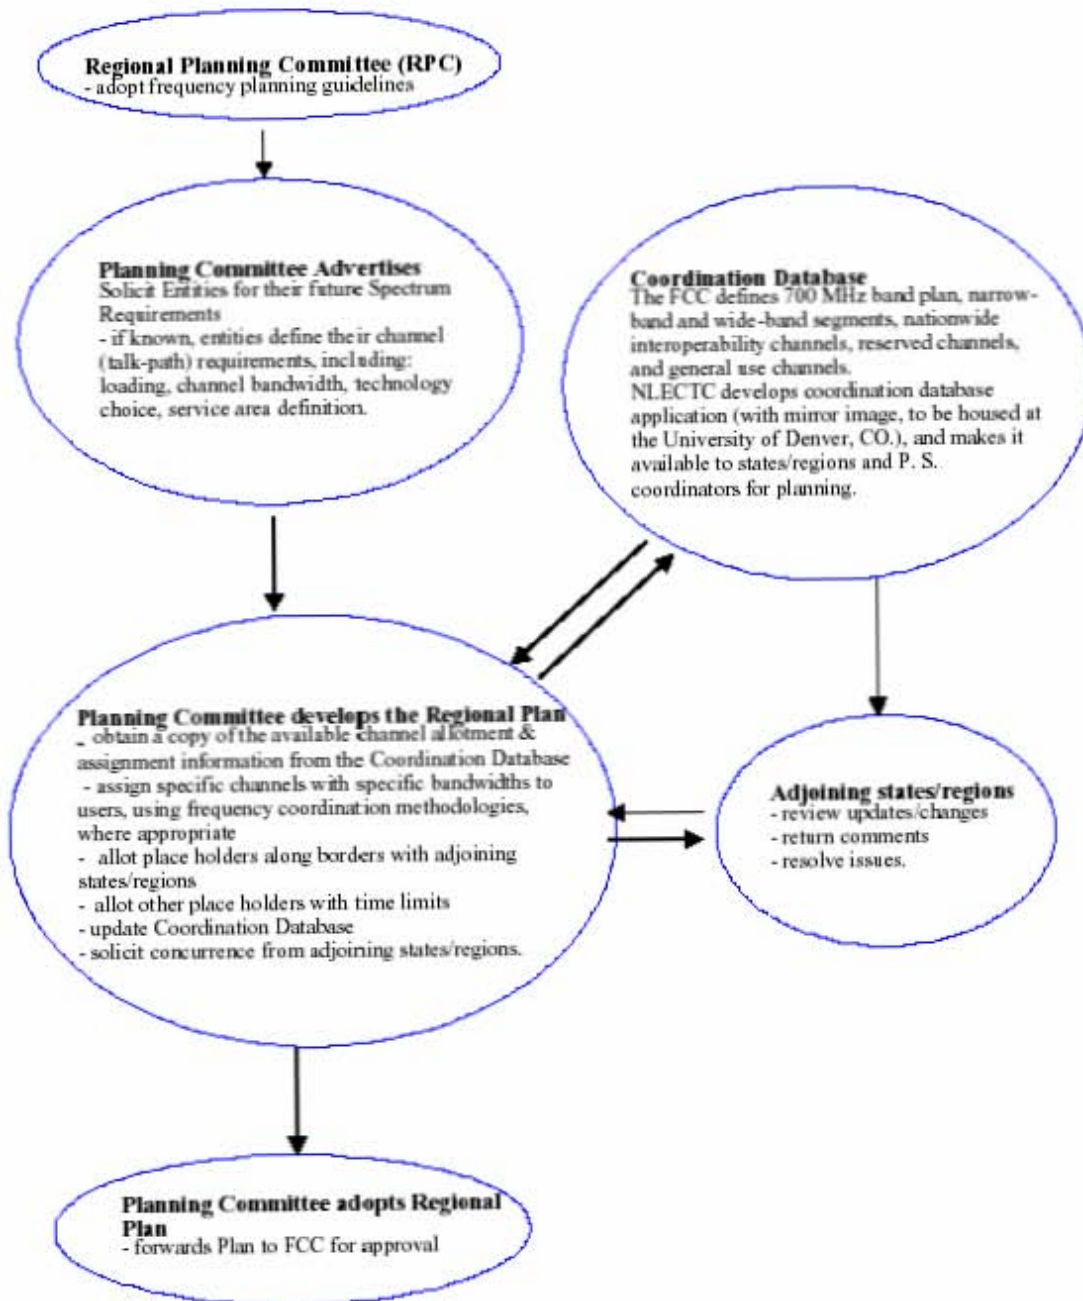 Regional Planning Committee (RPC)
- adopt frequency planning guidelines
Planning Committee Advertises
Solicit Entities for their future Spectrum
Requirements
- if known, entities define their channel
(talk-path) requirements, including:
loading, channel bandwidth, technology
choice, service area definition.
Coordination Database
The FCC defines 700 MHz band plan, narrow-
band and wide-band segments, nationwide
interoperability channels, reserved channels,
and general use channels.
NLECTC develops coordination database
application (with mirror image, to be housed at
the University of Denver, CO.), and makes it
available to states/regions and P. S.
coordinators for planning.
Planning Committee develops the Regional Plan
- obtain a copy of the available channel allotment &
assignment information from the Coordination Database
- assign specific channels with specific bandwidths to
users, using frequency coordination methodologies,
where appropriate
- allot place holders along borders with adjoining
states/regions
- allot other place holders with time limits
- update Coordination Database
- solicit concurrence from adjoining states/regions.
Adjoining states/regions
- review updates/changes
- return comments
- resolve issues.
Planning Committee adopts Regional
Plan
- forwards Plan to FCC for approval